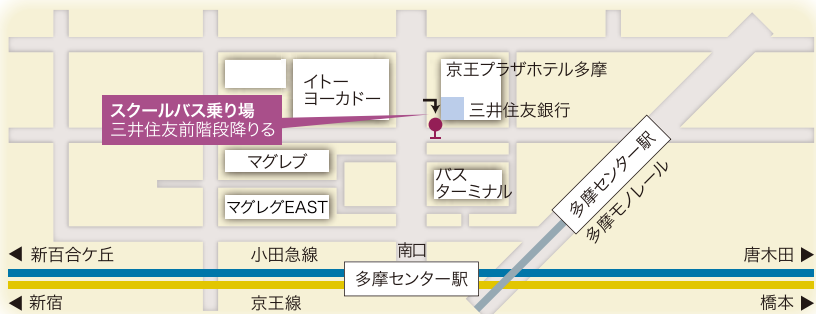 京王プラザホテル多摩
イトー
ヨーカドー
スクールバス乗り場
三井住友前階段降りる
三井住友銀行
マグレブ
バス
ターミナル
マグレグEAST
多摩センター駅
多摩モノレール
南口
新百合ケ丘
小田急線
唐木田
多摩センター駅
新宿
京王線
橋本